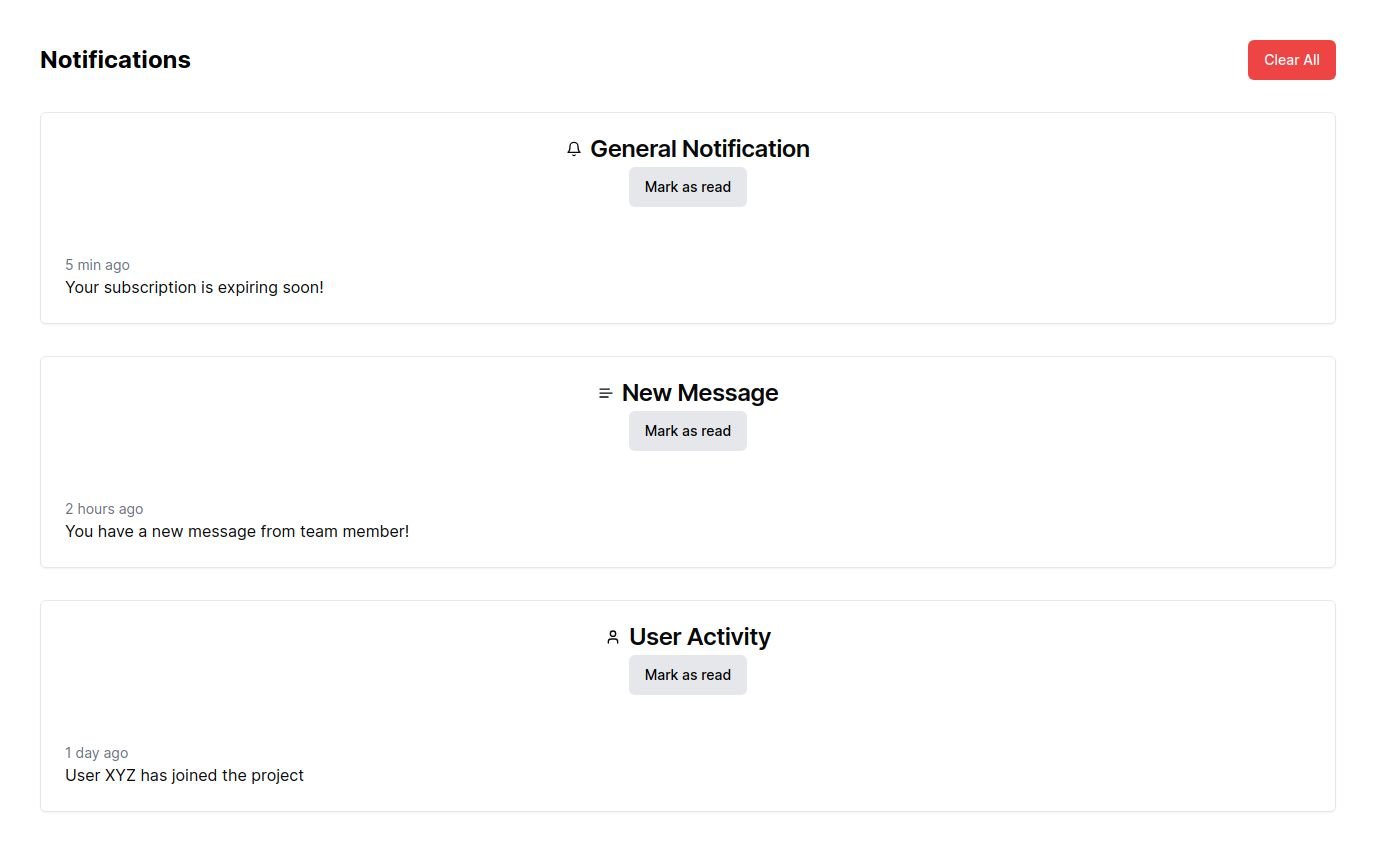 Notifications
Clear All
General Notification
Mark as read
5 min ago
Your subscription is expiring soon!
New Message
Mark as read
2 hours ago
You have a new message from team member!
User Activity
Mark as read
1 day ago
User XYZ has joined the project